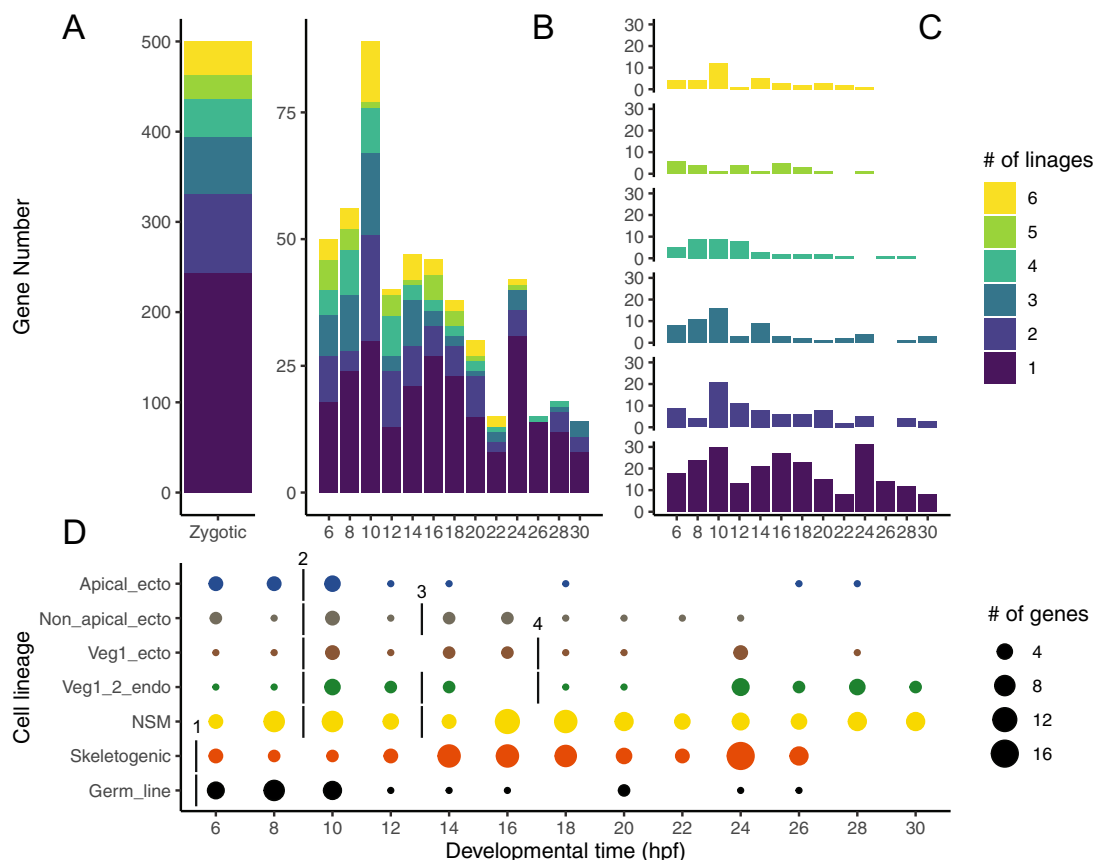 A
B
C
Gene Number
500
400
300
200
100
0
Zygotic
75
50
25
0
6 8 10 12 14 16 18 20 22 24 26 28 30
30
20
10
0
30
20
10
0
30
20
10
0
30
20
10
0
30
20
10
0
30
20
10
0
6 8 10 12 14 16 18 20 22 24 26 28 30
# of linages
6
5
4
3
2
1
D
Cell lineage
Apical_ecto
Non_apical_ecto
Veg1_ecto
Veg1_2_endo
NSM
Skeletogenic
Germ_line
1
2
3
4
6 8 10 12 14 16 18 20 22 24 26 28 30
Developmental time (hpf)
# of genes
4
8
12
16